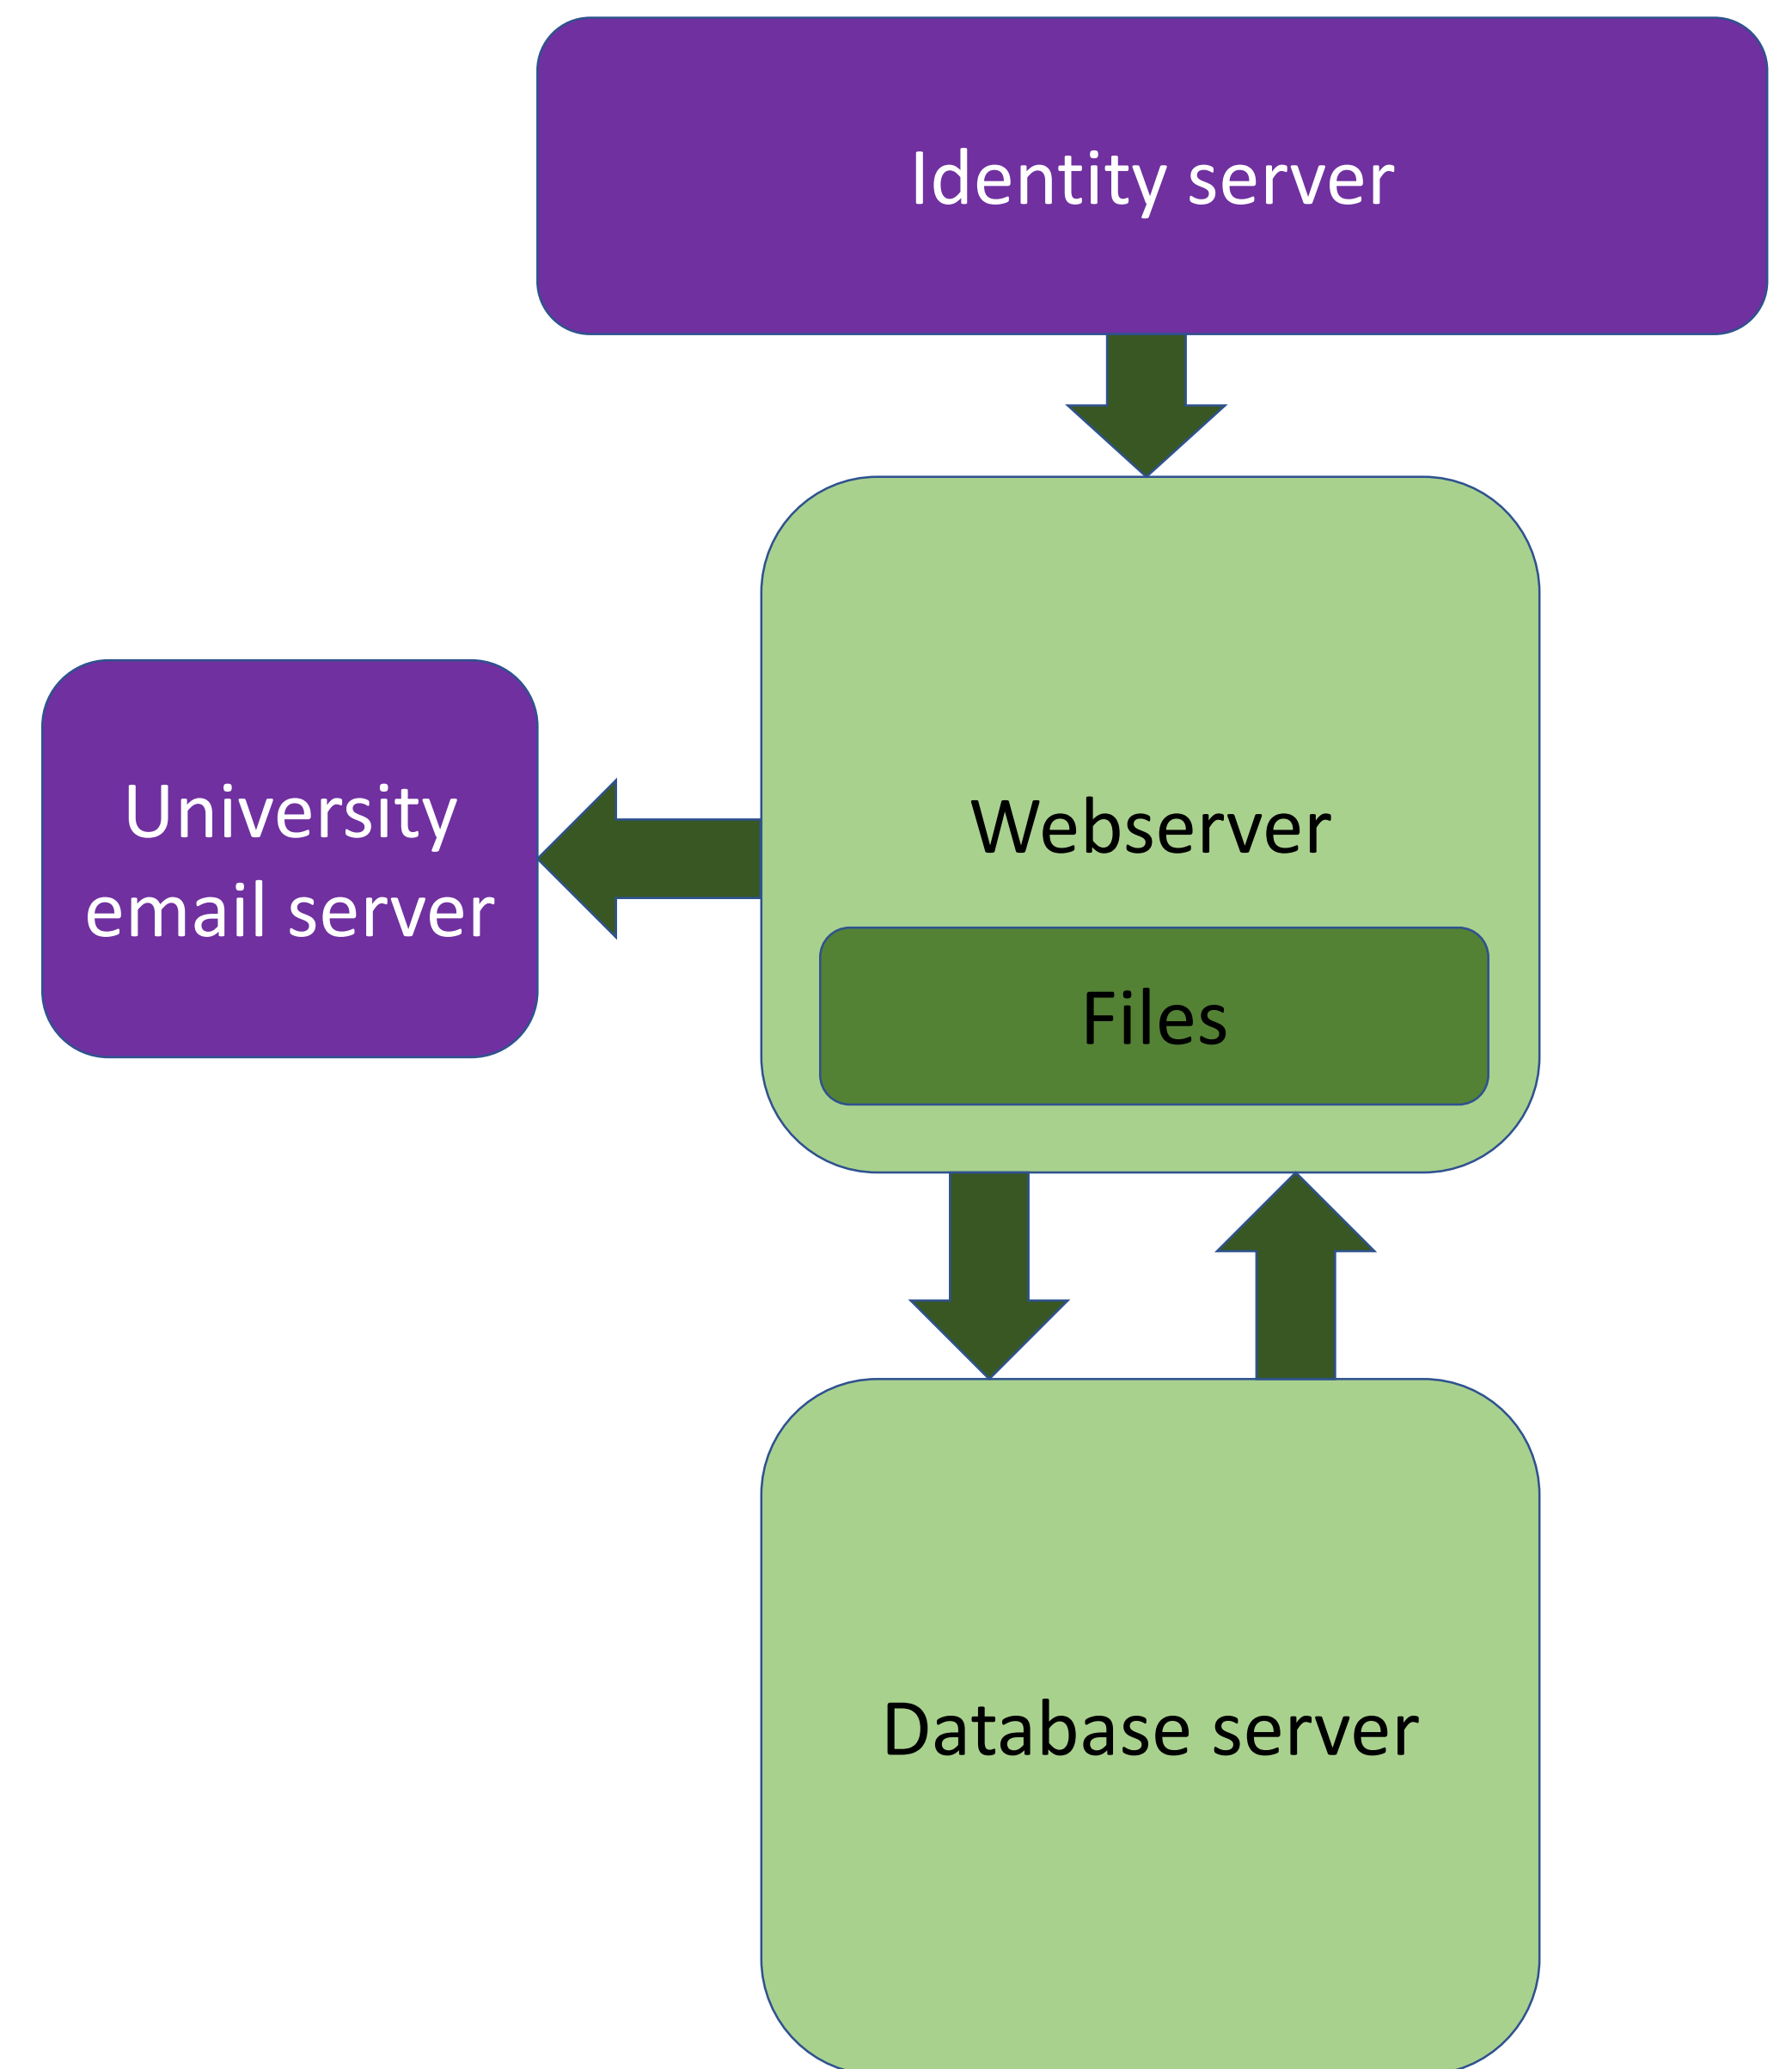 Identity server
University
email server
Webserver
Files
Database server